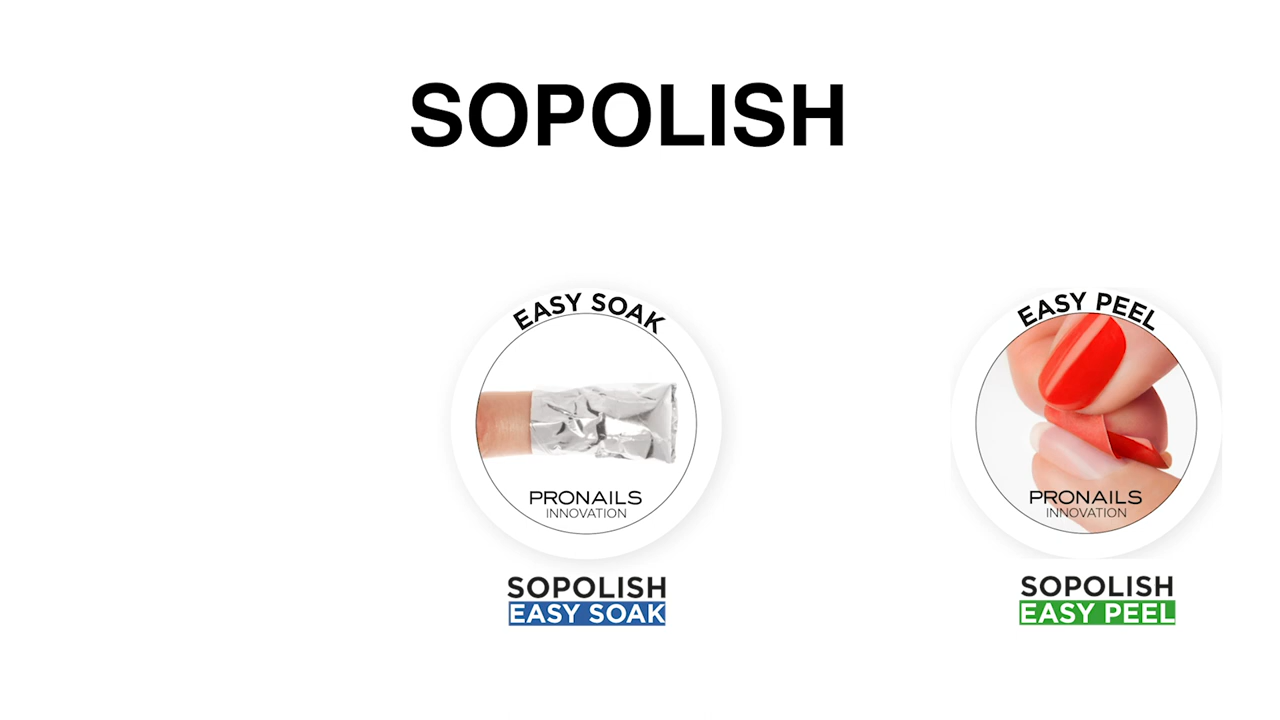 SOPOLISH
EASY SOAK
PRONAILS
INNOVATION
SOPOLISH
EASY SOAK
EASY PEEL
PRONAILS
INNOVATION
SOPOLISH
EASY PEEL